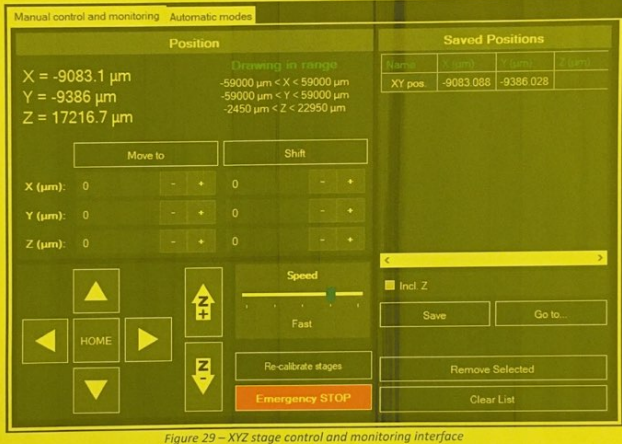 Manual control and monitoring Automatic modes
Position
X = -9083.1 µm
Y = -9386 µm
Z = 17216.7 µm
Drawing in range
-59000 µm < X < 59000 µm
-59000 µm < Y < 59000 µm
-2450 µm < Z < 22950 µm
Move to Shift
X (µm): 0 - + 0 - +
Y (µm): 0 - + 0 - +
Z (µm): 0 - + 0 - +
HOME
Z+
Z-
Speed
Fast
Re-calibrate stages
Emergency STOP
Saved Positions
Name X (µm) Y (µm) Z (µm)
XY pos. -9083.088 -9386.028
< >
Incl. Z
Save Go to...
Remove Selected
Clear List
Figure 29 – XYZ stage control and monitoring interface